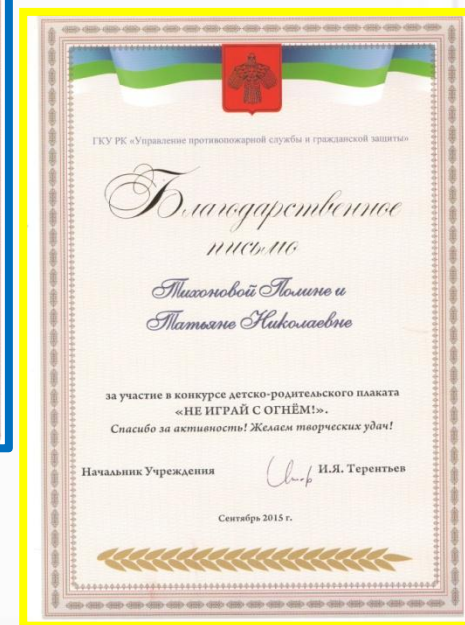 ГКУ РК «Управление противопожарной службы и гражданской защиты»
Благодарственное
письмо
Тихоновой Полине и
Татьяне Николаевне
за участие в конкурсе детско-родительского плаката
«НЕ ИГРАЙ С ОГНЁМ!».
Спасибо за активность! Желаем творческих удач!
Начальник Учреждения И.Я. Терентьев
Сентябрь 2015 г.